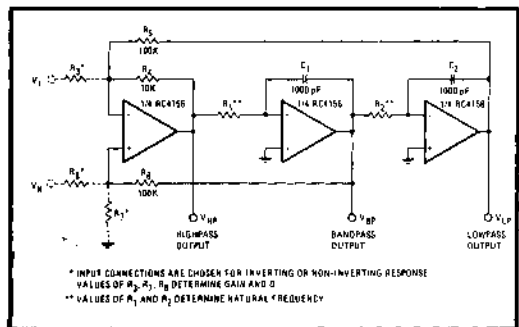 R5
100K
R3*
R4
10K
C1
1000 pF
C2
1000 pF
1/4 RC4156
1/4 RC4156
1/4 RC4156
R1**
R2**
VI
VN
R6*
R8
100K
R7*
VHP
VBP
VLP
HIGHPASS
OUTPUT
BANDPASS
OUTPUT
LOWPASS
OUTPUT
* INPUT CONNECTIONS ARE CHOSEN FOR INVERTING OR NON-INVERTING RESPONSE
VALUES OF R3, R7, R8 DETERMINE GAIN AND Q
** VALUES OF R1 AND R2 DETERMINE NATURAL FREQUENCY